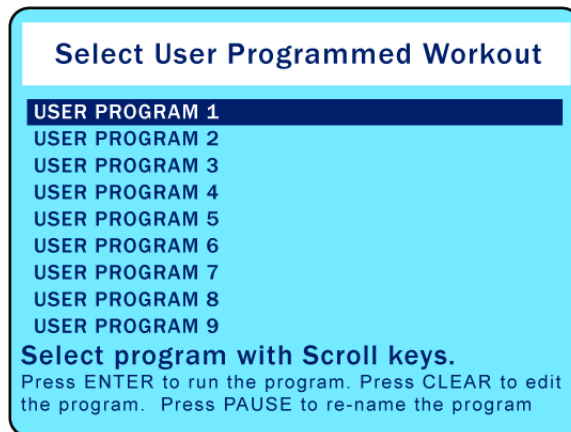 Select User Programmed Workout
USER PROGRAM 1
USER PROGRAM 2
USER PROGRAM 3
USER PROGRAM 4
USER PROGRAM 5
USER PROGRAM 6
USER PROGRAM 7
USER PROGRAM 8
USER PROGRAM 9
Select program with Scroll keys.
Press ENTER to run the program. Press CLEAR to edit
the program. Press PAUSE to re-name the program